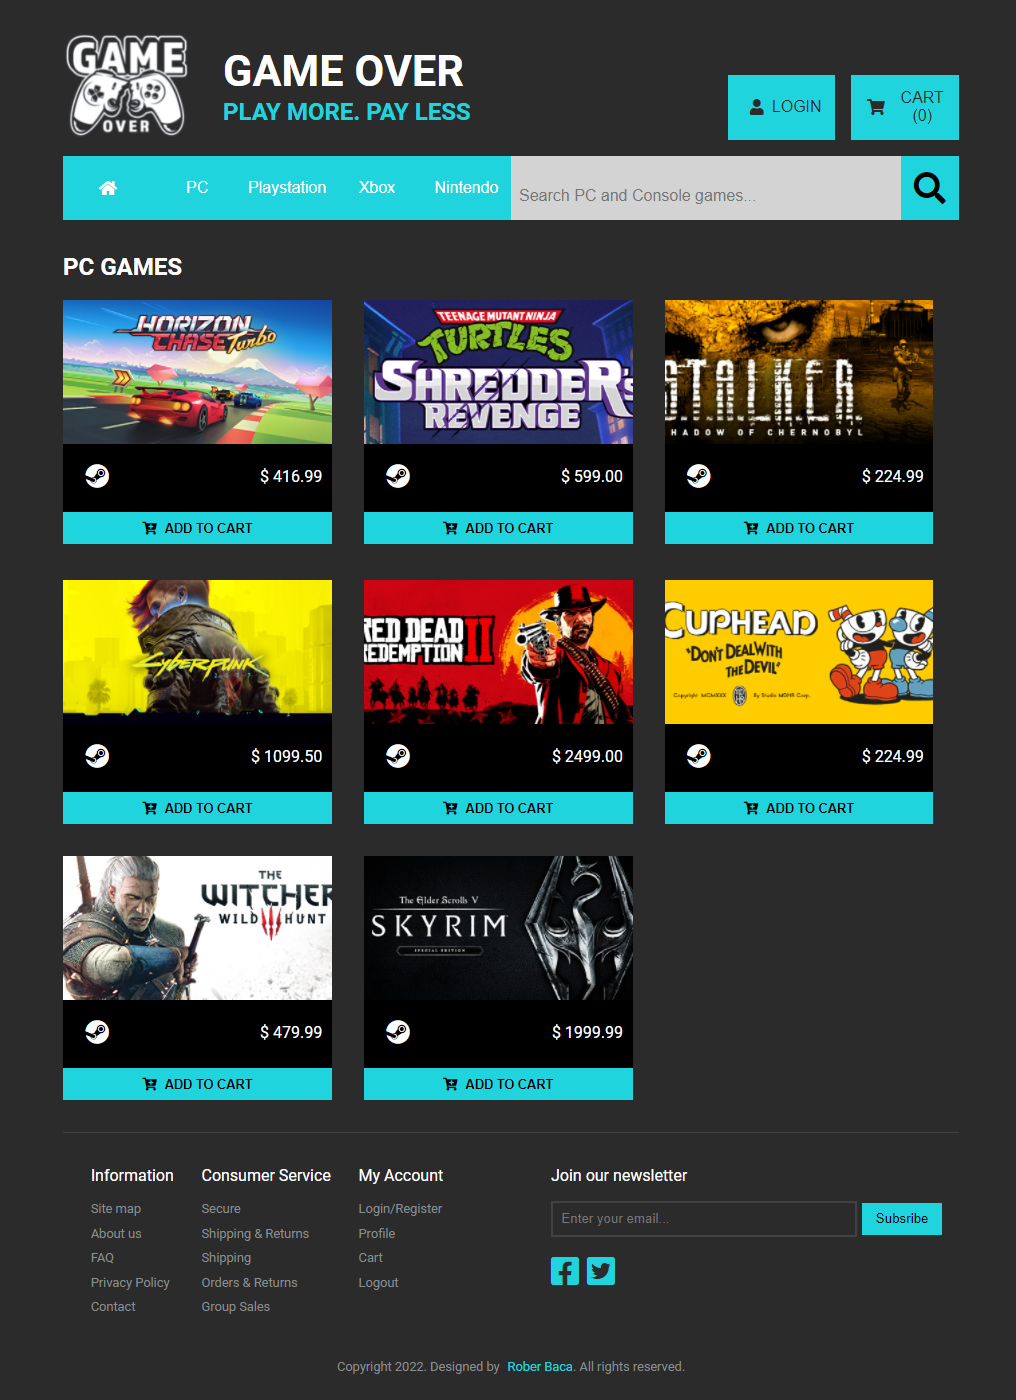 GAME
OVER
GAME OVER
PLAY MORE. PAY LESS
LOGIN
CART
(0)
PC
Playstation
Xbox
Nintendo
Search PC and Console games...
PC GAMES
HORIZON
CHASE Turbo
TEENAGE MUTANT NINJA
TURTLES
SHREDDER's
REVENGE
S.T.A.L.K.E.R.
HADOW OF CHERNOBYL
$ 416.99
$ 599.00
$ 224.99
ADD TO CART
ADD TO CART
ADD TO CART
Cyberpunk
RED DEAD
REDEMPTION II
CUPHEAD
"DON'T DEAL WITH
THE DEVIL"
Copyright MCMXXX
By Studio MDHR Corp.
$ 1099.50
$ 2499.00
$ 224.99
ADD TO CART
ADD TO CART
ADD TO CART
THE
WITCHER
WILD HUNT
The Elder Scrolls V
SKYRIM
SPECIAL EDITION
$ 479.99
$ 1999.99
ADD TO CART
ADD TO CART
Information
Site map
About us
FAQ
Privacy Policy
Contact
Consumer Service
Secure
Shipping & Returns
Shipping
Orders & Returns
Group Sales
My Account
Login/Register
Profile
Cart
Logout
Join our newsletter
Enter your email...
Subsribe
Copyright 2022. Designed by Rober Baca. All rights reserved.